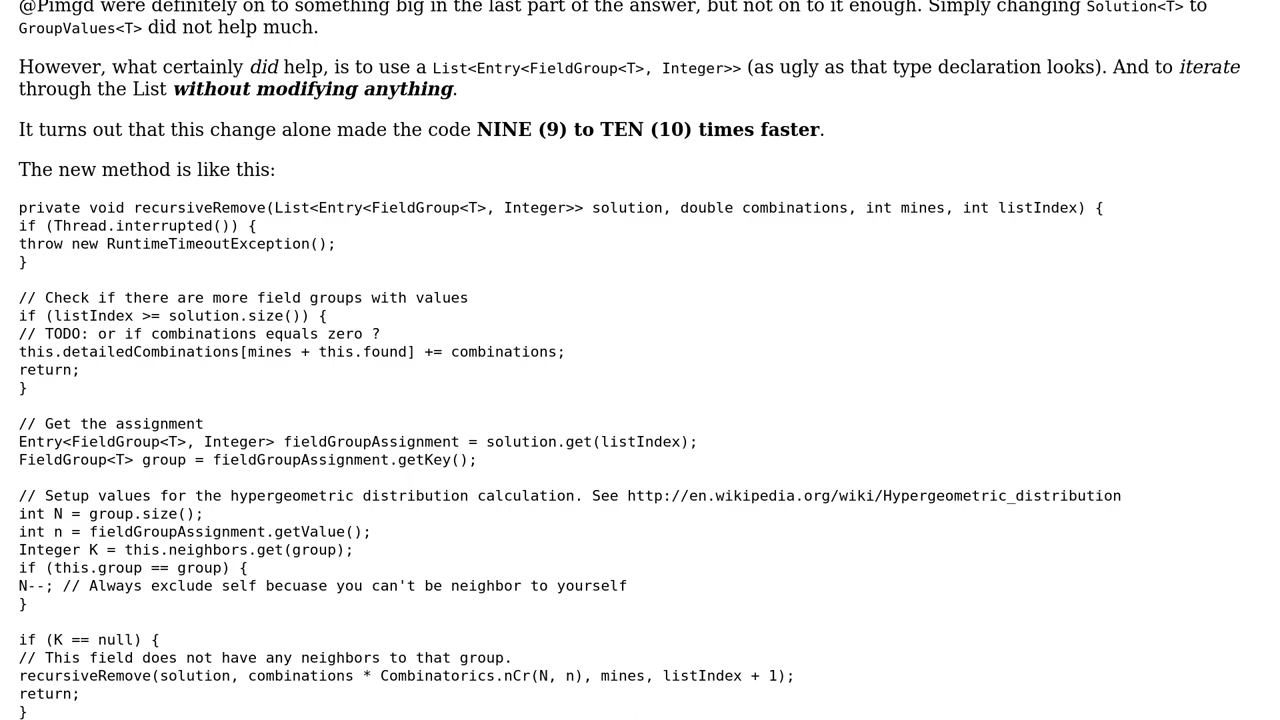 @Pimgd were definitely on to something big in the last part of the answer, but not on to it enough. Simply changing Solution<T> to
GroupValues<T> did not help much.
However, what certainly did help, is to use a List<Entry<FieldGroup<T>, Integer>> (as ugly as that type declaration looks). And to iterate
through the List without modifying anything.
It turns out that this change alone made the code NINE (9) to TEN (10) times faster.
The new method is like this:
private void recursiveRemove(List<Entry<FieldGroup<T>, Integer>> solution, double combinations, int mines, int listIndex) {
if (Thread.interrupted()) {
throw new RuntimeTimeoutException();
}
// Check if there are more field groups with values
if (listIndex >= solution.size()) {
// TODO: or if combinations equals zero ?
this.detailedCombinations[mines + this.found] += combinations;
return;
}
// Get the assignment
Entry<FieldGroup<T>, Integer> fieldGroupAssignment = solution.get(listIndex);
FieldGroup<T> group = fieldGroupAssignment.getKey();
// Setup values for the hypergeometric distribution calculation. See http://en.wikipedia.org/wiki/Hypergeometric_distribution
int N = group.size();
int n = fieldGroupAssignment.getValue();
Integer K = this.neighbors.get(group);
if (this.group == group) {
N--; // Always exclude self becuase you can't be neighbor to yourself
}
if (K == null) {
// This field does not have any neighbors to that group.
recursiveRemove(solution, combinations * Combinatorics.nCr(N, n), mines, listIndex + 1);
return;
}